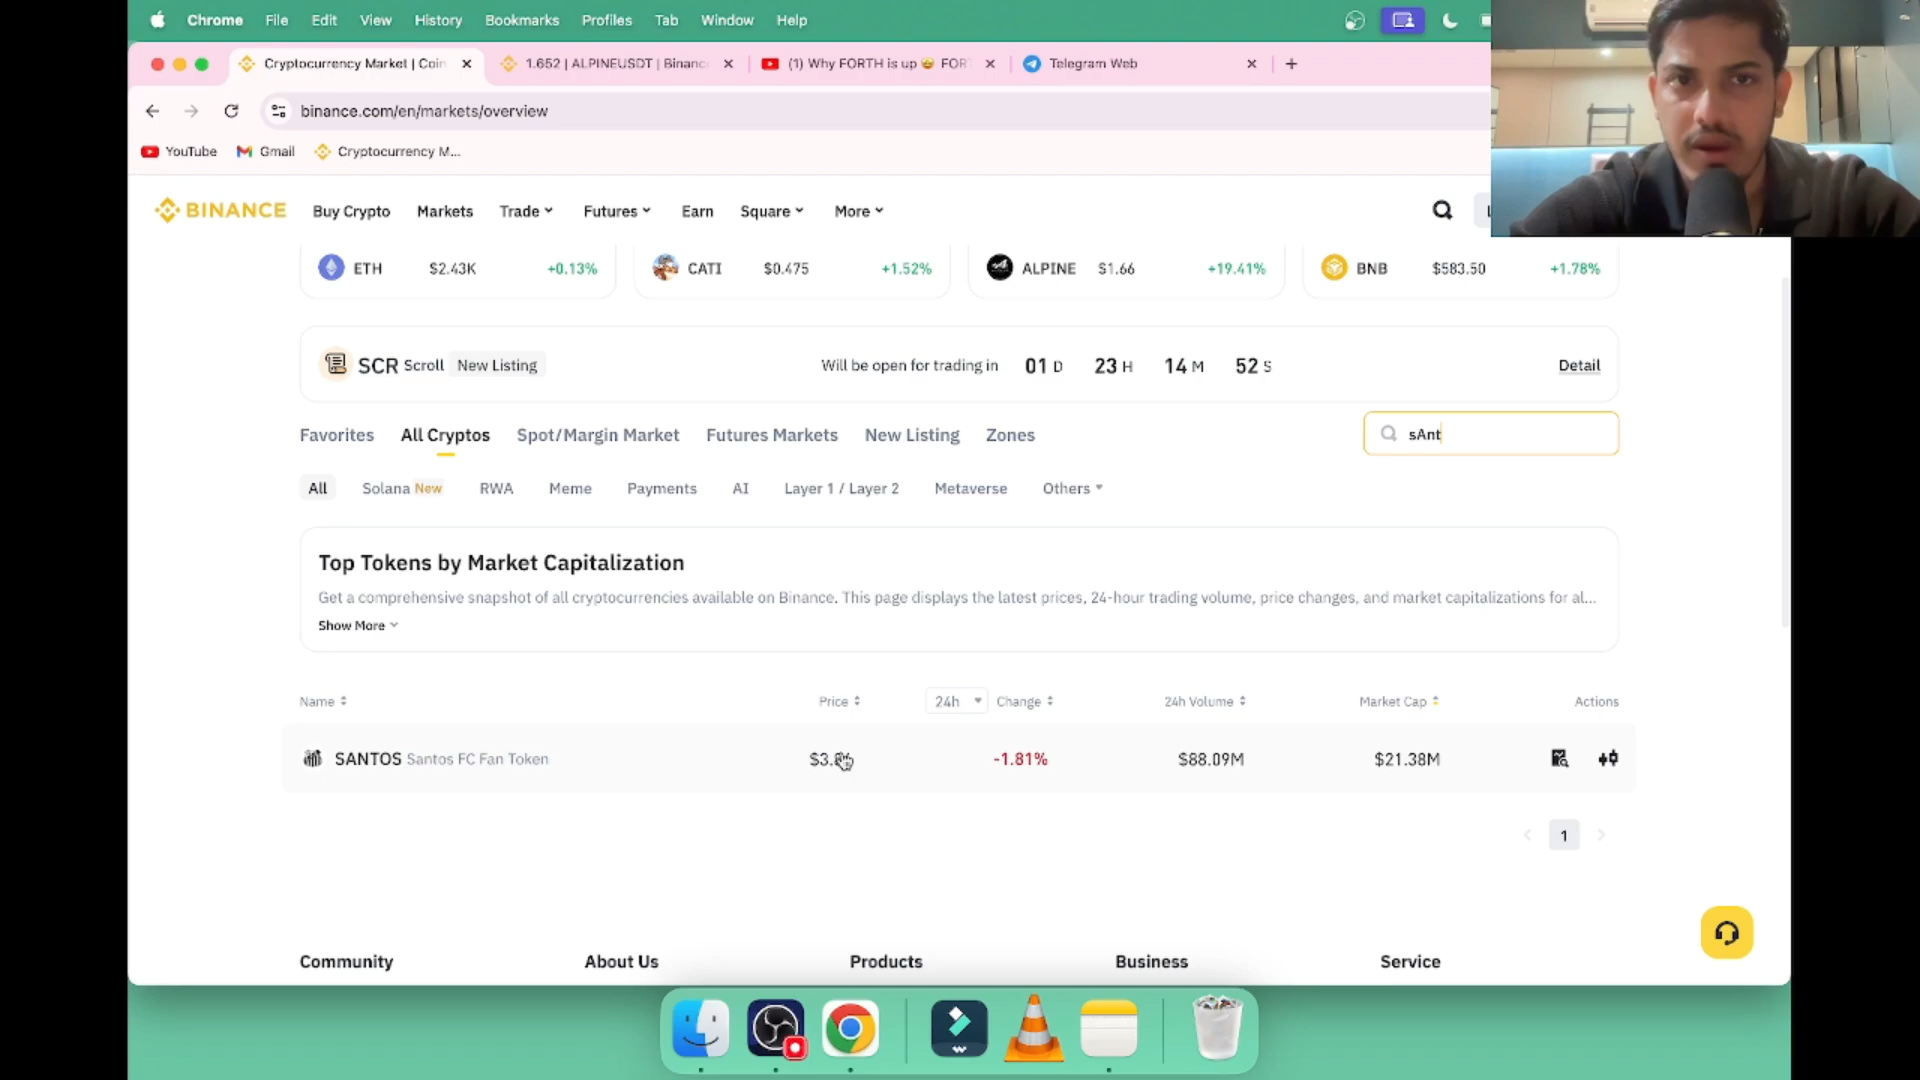 Chrome File Edit View History Bookmarks Profiles Tab Window Help
Cryptocurrency Market | Coin 1.652 | ALPINEUSDT | Binanc (1) Why FORTH is up 🤑 FOR Telegram Web
binance.com/en/markets/overview
YouTube Gmail Cryptocurrency M...
BINANCE Buy Crypto Markets Trade Futures Earn Square More
ETH $2.43K +0.13% CATI $0.475 +1.52% ALPINE $1.66 +19.41% BNB $583.50 +1.78%
SCR Scroll New Listing Will be open for trading in 01 D 23 H 14 M 52 S Detail
Favorites All Cryptos Spot/Margin Market Futures Markets New Listing Zones sAnt
All Solana New RWA Meme Payments AI Layer 1 / Layer 2 Metaverse Others
Top Tokens by Market Capitalization
Get a comprehensive snapshot of all cryptocurrencies available on Binance. This page displays the latest prices, 24-hour trading volume, price changes, and market capitalizations for al...
Show More
Name Price 24h Change 24h Volume Market Cap Actions
SANTOS Santos FC Fan Token -1.81% $88.09M $21.38M
1
Community About Us Products Business Service